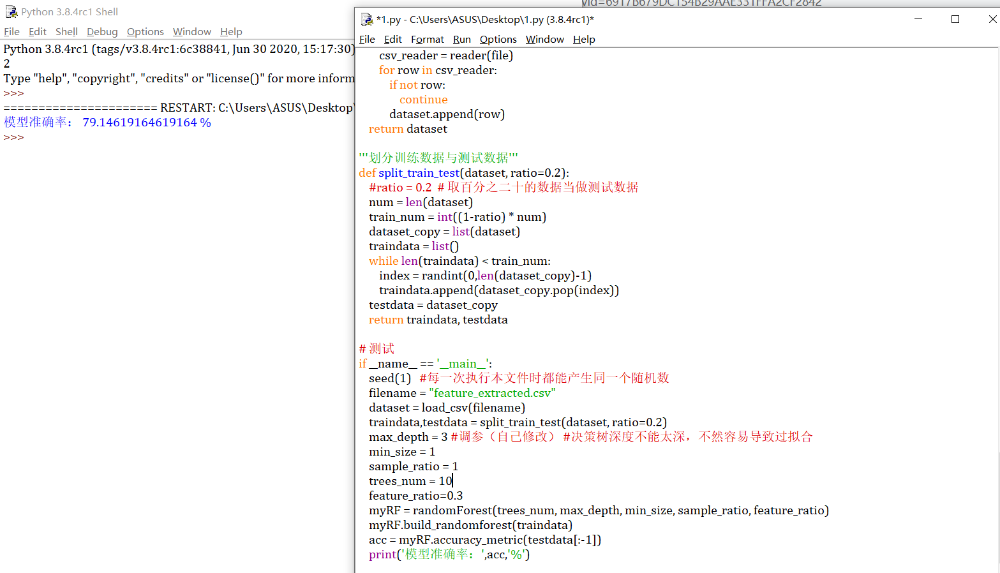 Python 3.8.4rc1 Shell
File Edit Shell Debug Options Window Help
Python 3.8.4rc1 (tags/v3.8.4rc1:6c38841, Jun 30 2020, 15:17:30)
2
Type "help", "copyright", "credits" or "license()" for more inform
>>>
====================== RESTART: C:\Users\ASUS\Desktop\
模型准确率： 79.14619164619164 %
>>>
yid=6917B679DC154B29AAE331FFA2CF2842
*1.py - C:\Users\ASUS\Desktop\1.py (3.8.4rc1)*
File Edit Format Run Options Window Help
csv_reader = reader(file)
for row in csv_reader:
if not row:
continue
dataset.append(row)
return dataset
'''划分训练数据与测试数据'''
def split_train_test(dataset, ratio=0.2):
#ratio = 0.2 # 取百分之二十的数据当做测试数据
num = len(dataset)
train_num = int((1-ratio) * num)
dataset_copy = list(dataset)
traindata = list()
while len(traindata) < train_num:
index = randint(0,len(dataset_copy)-1)
traindata.append(dataset_copy.pop(index))
testdata = dataset_copy
return traindata, testdata
# 测试
if __name__ == '__main__':
seed(1) #每一次执行本文件时都能产生同一个随机数
filename = "feature_extracted.csv"
dataset = load_csv(filename)
traindata,testdata = split_train_test(dataset, ratio=0.2)
max_depth = 3 #调参（自己修改） #决策树深度不能太深，不然容易导致过拟合
min_size = 1
sample_ratio = 1
trees_num = 10
feature_ratio=0.3
myRF = randomForest(trees_num, max_depth, min_size, sample_ratio, feature_ratio)
myRF.build_randomforest(traindata)
acc = myRF.accuracy_metric(testdata[:-1])
print('模型准确率：',acc,'%')